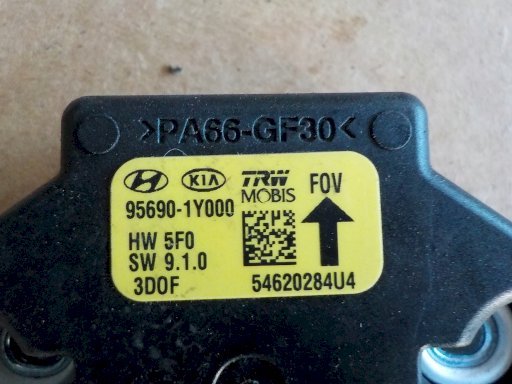 >PA66-GF30<
KIA TRW MOBIS FOV
95690-1Y000
HW 5F0
SW 9.1.0
3DOF 54620284U4